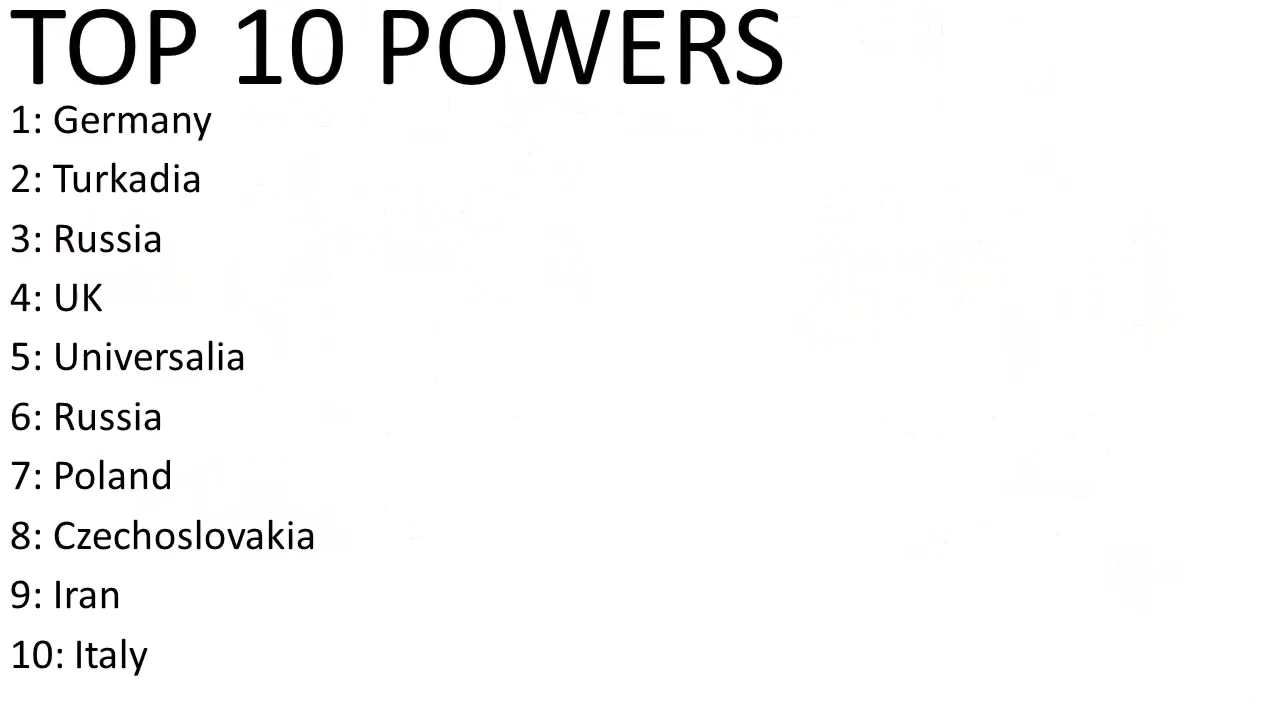 TOP 10 POWERS
1: Germany
2: Turkadia
3: Russia
4: UK
5: Universalia
6: Russia
7: Poland
8: Czechoslovakia
9: Iran
10: Italy